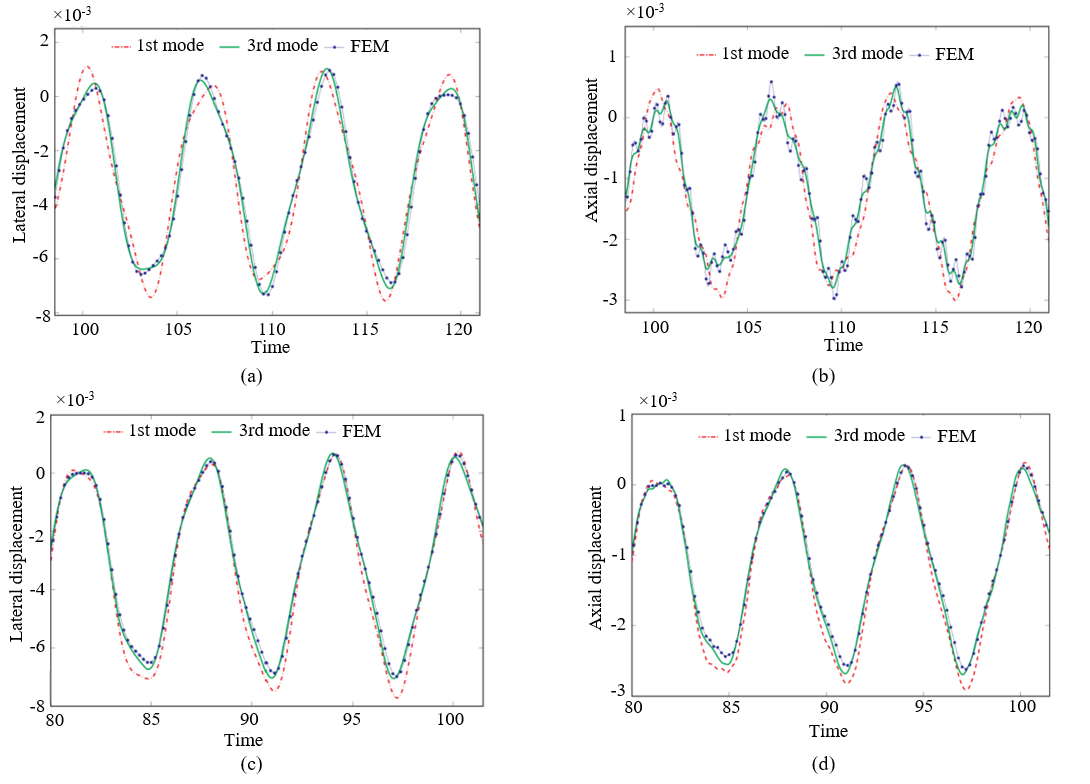 ×10-3
1st mode 3rd mode FEM
2
0
-2
-4
-6
-8
Lateral displacement
100 105 110 115 120
Time
(a)
×10-3
1st mode 3rd mode FEM
1
0
-1
-2
-3
Axial displacement
100 105 110 115 120
Time
(b)
×10-3
1st mode 3rd mode FEM
2
0
-2
-4
-6
-8
Lateral displacement
80 85 90 95 100
Time
(c)
×10-3
1st mode 3rd mode FEM
1
0
-1
-2
-3
Axial displacement
80 85 90 95 100
Time
(d)